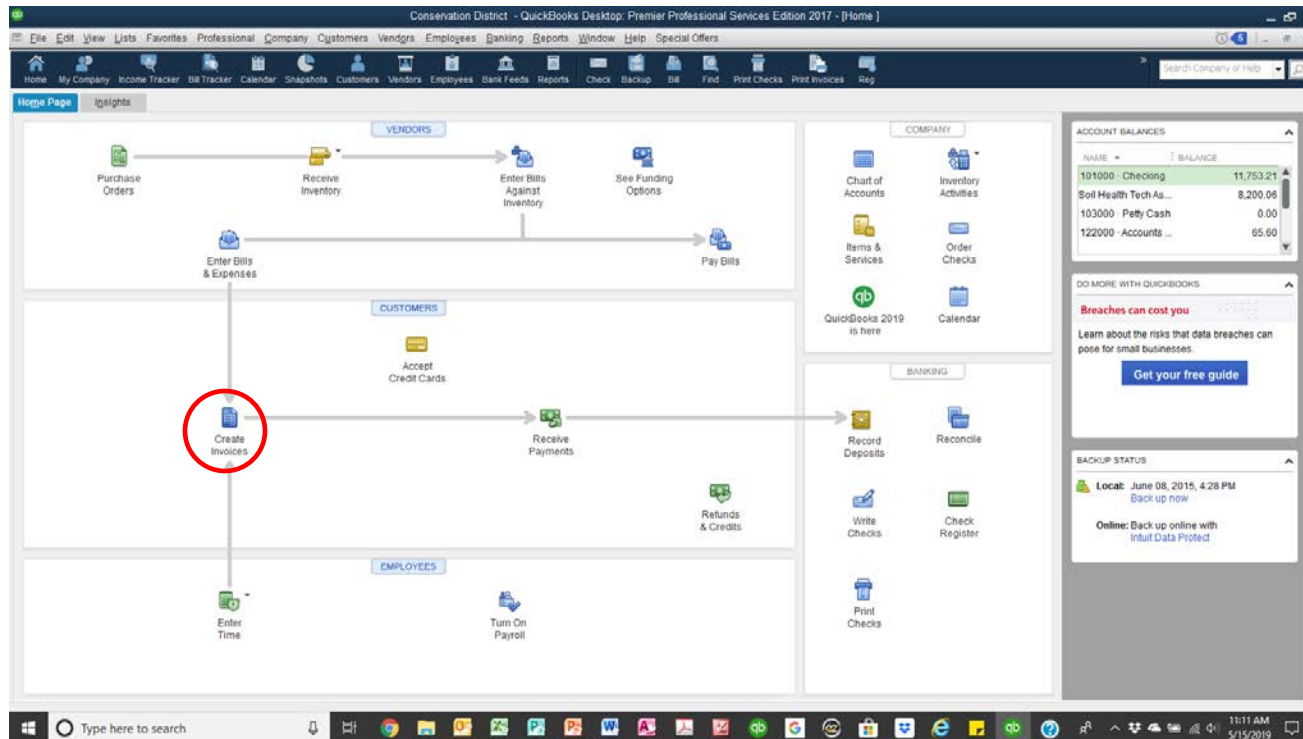 Conservation District - QuickBooks Desktop: Premier Professional Services Edition 2017 - [Home ]
File Edit View Lists Favorites Professional Company Customers Vendors Employees Banking Reports Window Help Special Offers
6
Home My Company Income Tracker Bill Tracker Calendar Snapshots Customers Vendors Employees Bank Feeds Reports Check Backup Bill Find Print Checks Print Invoices Reg
Search Company or Help
Home Page Insights
VENDORS
Purchase
Orders
Receive
Inventory
Enter Bills
Against
Inventory
See Funding
Options
Enter Bills
& Expenses
Pay Bills
CUSTOMERS
Accept
Credit Cards
Create
Invoices
Receive
Payments
Refunds
& Credits
EMPLOYEES
Enter
Time
Turn On
Payroll
COMPANY
Chart of
Accounts
Inventory
Activities
Items &
Services
Order
Checks
qb
QuickBooks 2019
is here
Calendar
BANKING
Record
Deposits
Reconcile
Write
Checks
Check
Register
Print
Checks
ACCOUNT BALANCES
NAME BALANCE
101000 · Checking 11,753.21
Soil Health Tech As... 8,200.06
103000 · Petty Cash 0.00
122000 · Accounts ... 65.60
DO MORE WITH QUICKBOOKS
Breaches can cost you
Learn about the risks that data breaches can
pose for small businesses.
Get your free guide
BACKUP STATUS
Local: June 08, 2015, 4:28 PM
Back up now
Online: Back up online with
Intuit Data Protect
Type here to search
11:11 AM
5/15/2019